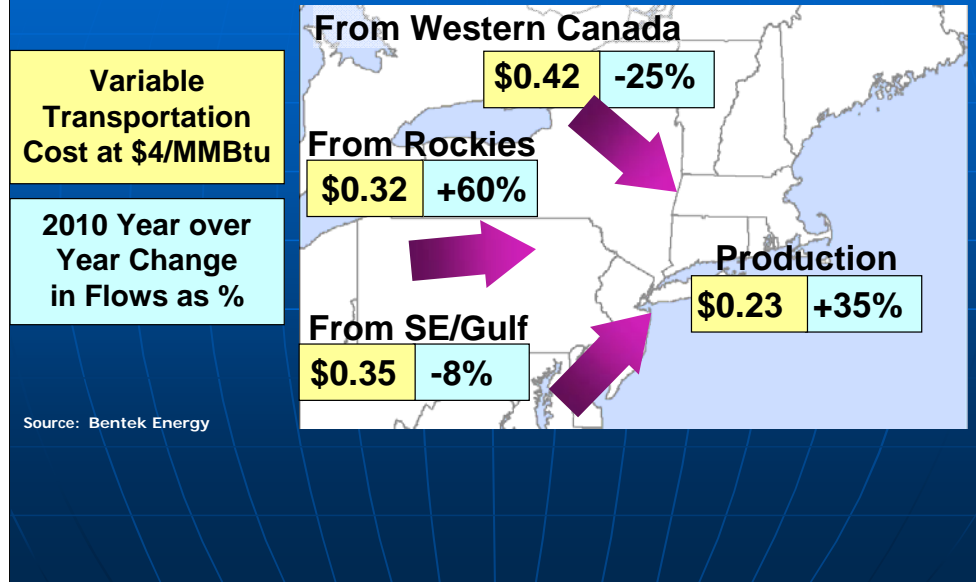 Variable
Transportation
Cost at $4/MMBtu
2010 Year over
Year Change
in Flows as %
Source: Bentek Energy
From Western Canada
$0.42 -25%
From Rockies
$0.32 +60%
Production
$0.23 +35%
From SE/Gulf
$0.35 -8%